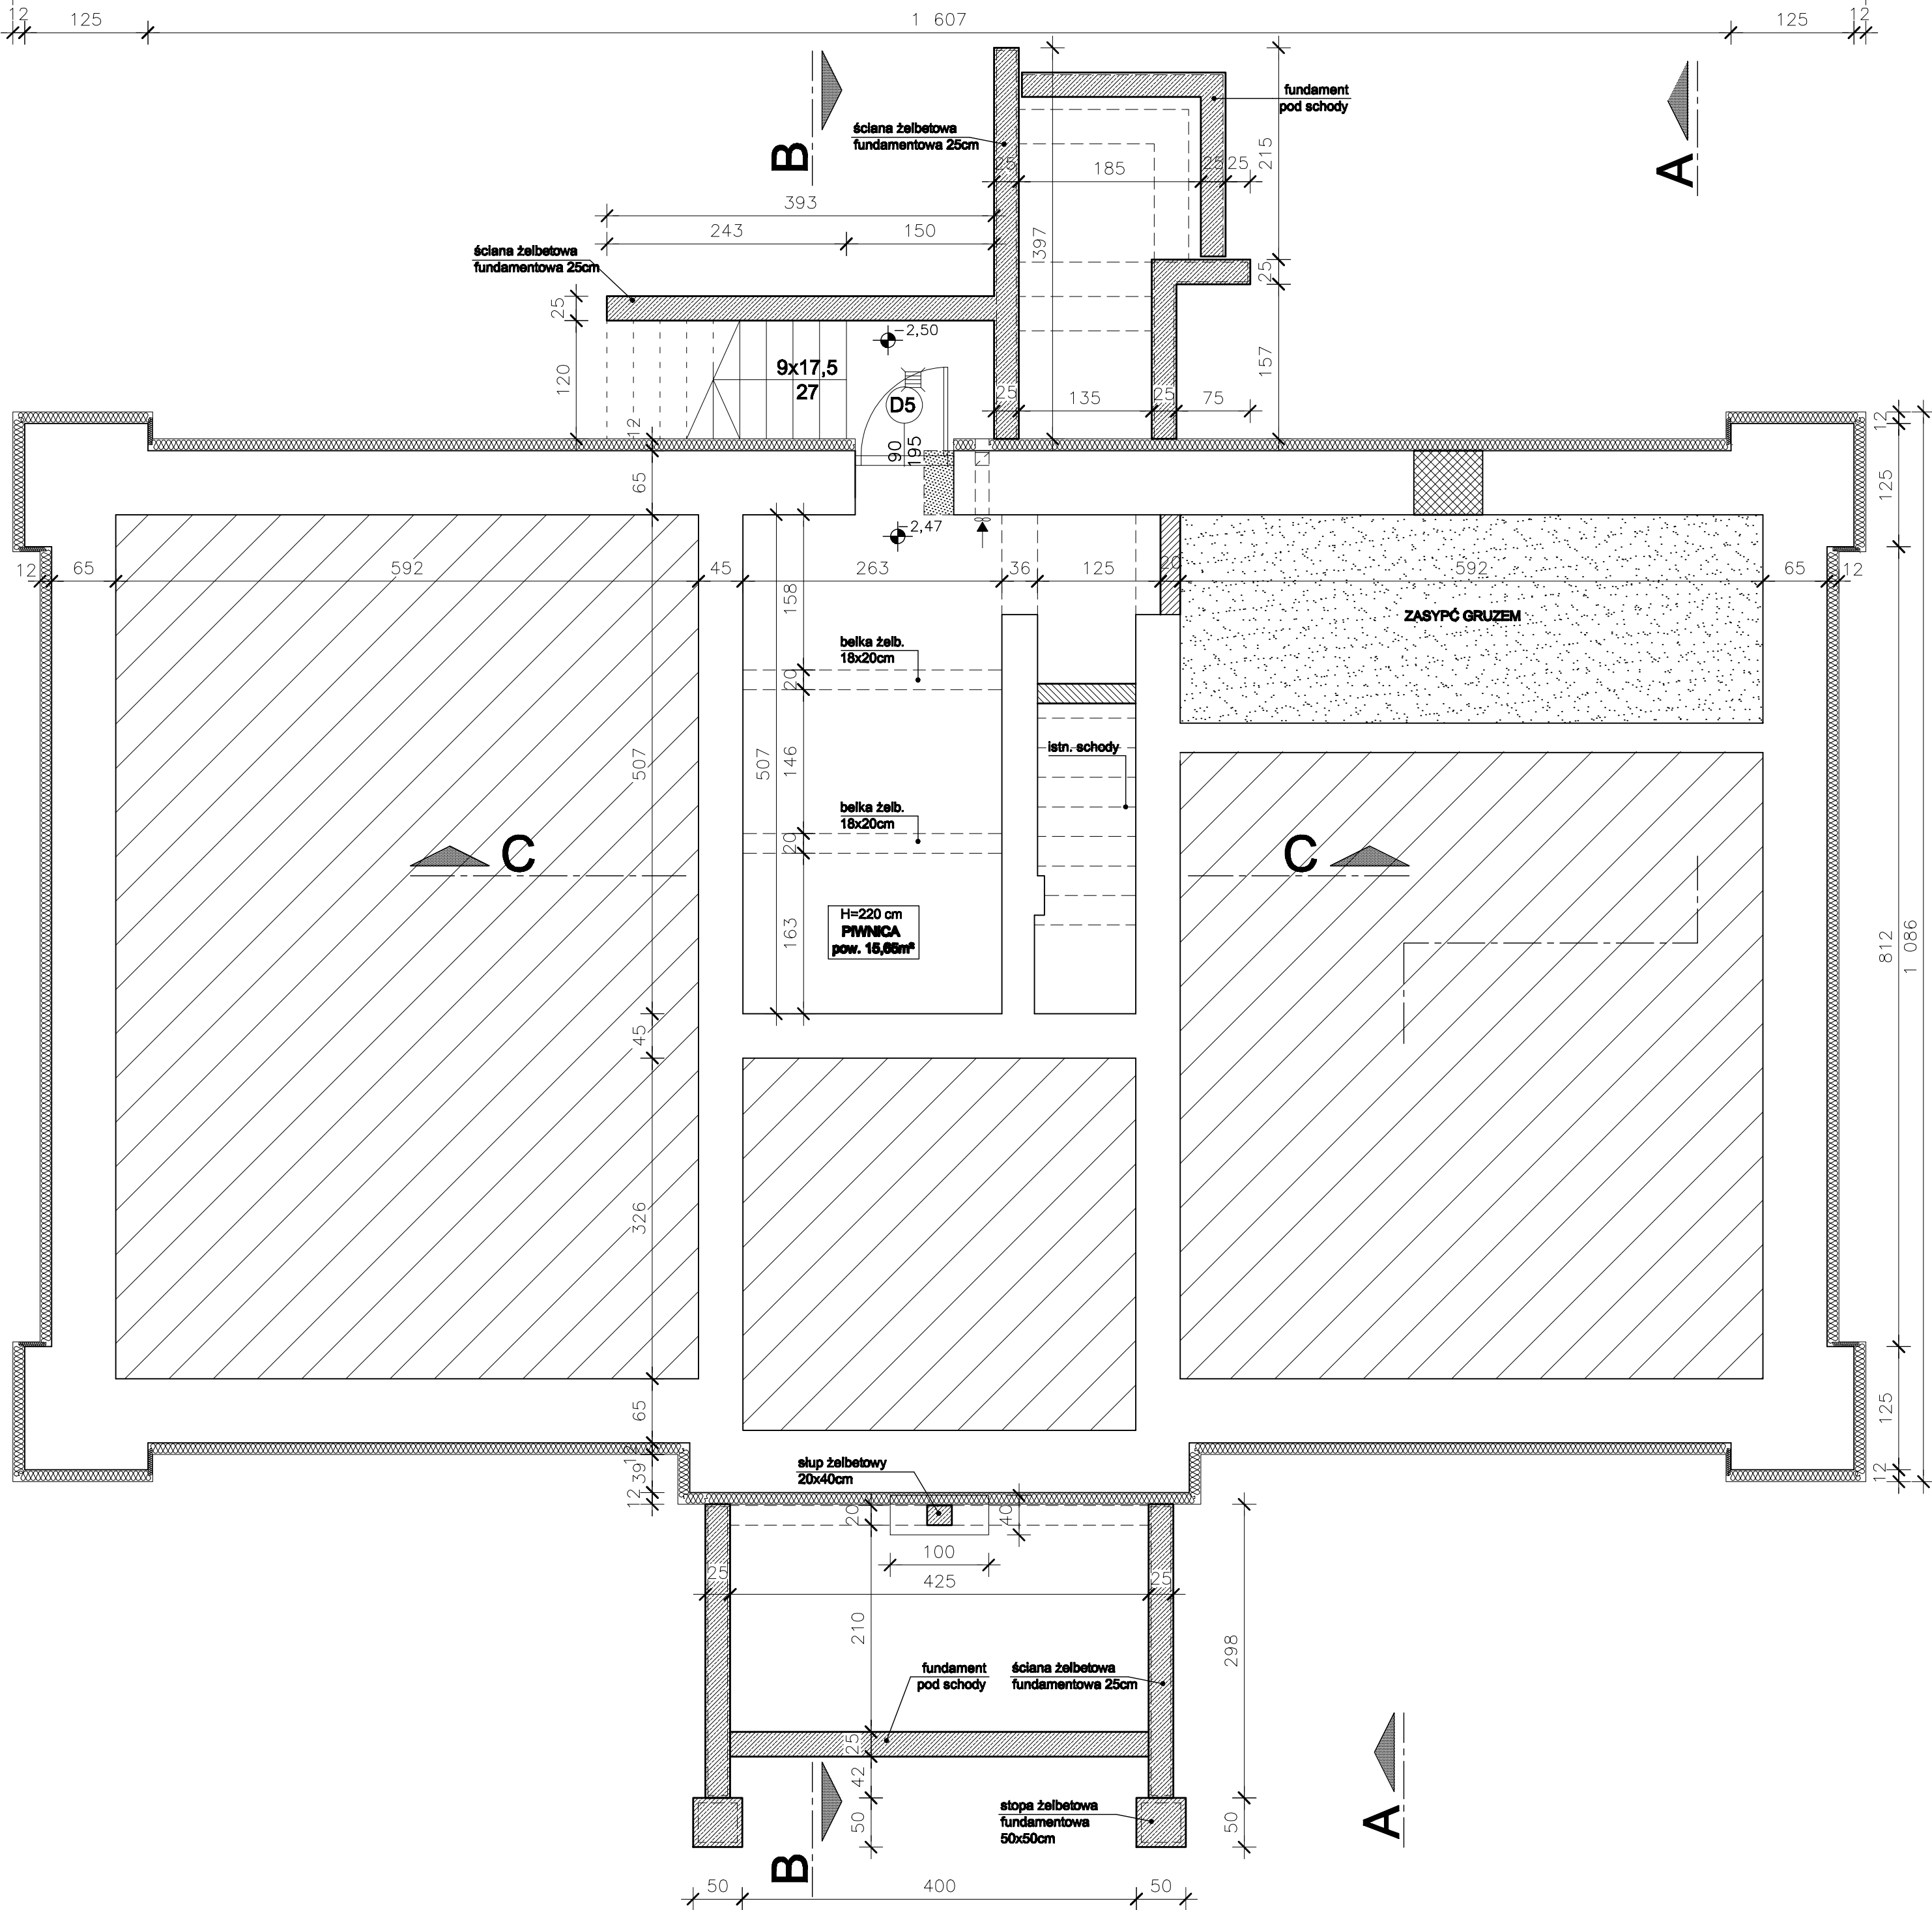 12 125 1 607 125 12
B
A
fundament
pod schody
ściana żelbetowa
fundamentowa 25cm
25 185 25 25
215
393
397
243 150
ściana żelbetowa
fundamentowa 25cm
25
25
-2,50
9x17,5
27
120
157
D5
25 135 25 75
12
12
90
195
65
125
-2,47
12 65 592 45 263 36 125 20 592 65 12
158
ZASYPĆ GRUZEM
belka żelb.
18x20cm
20
507
507
146
istn. schody
belka żelb.
18x20cm
20
C
C
H=220 cm
PIWNICA
pow. 15,65m²
163
812
1 086
45
326
65
125
12
39
12
12
słup żelbetowy
20x40cm
20
40
100
25 425 25
210
298
fundament
pod schody
ściana żelbetowa
fundamentowa 25cm
25
42
stopa żelbetowa
fundamentowa
50x50cm
50
50
A
B
50 400 50